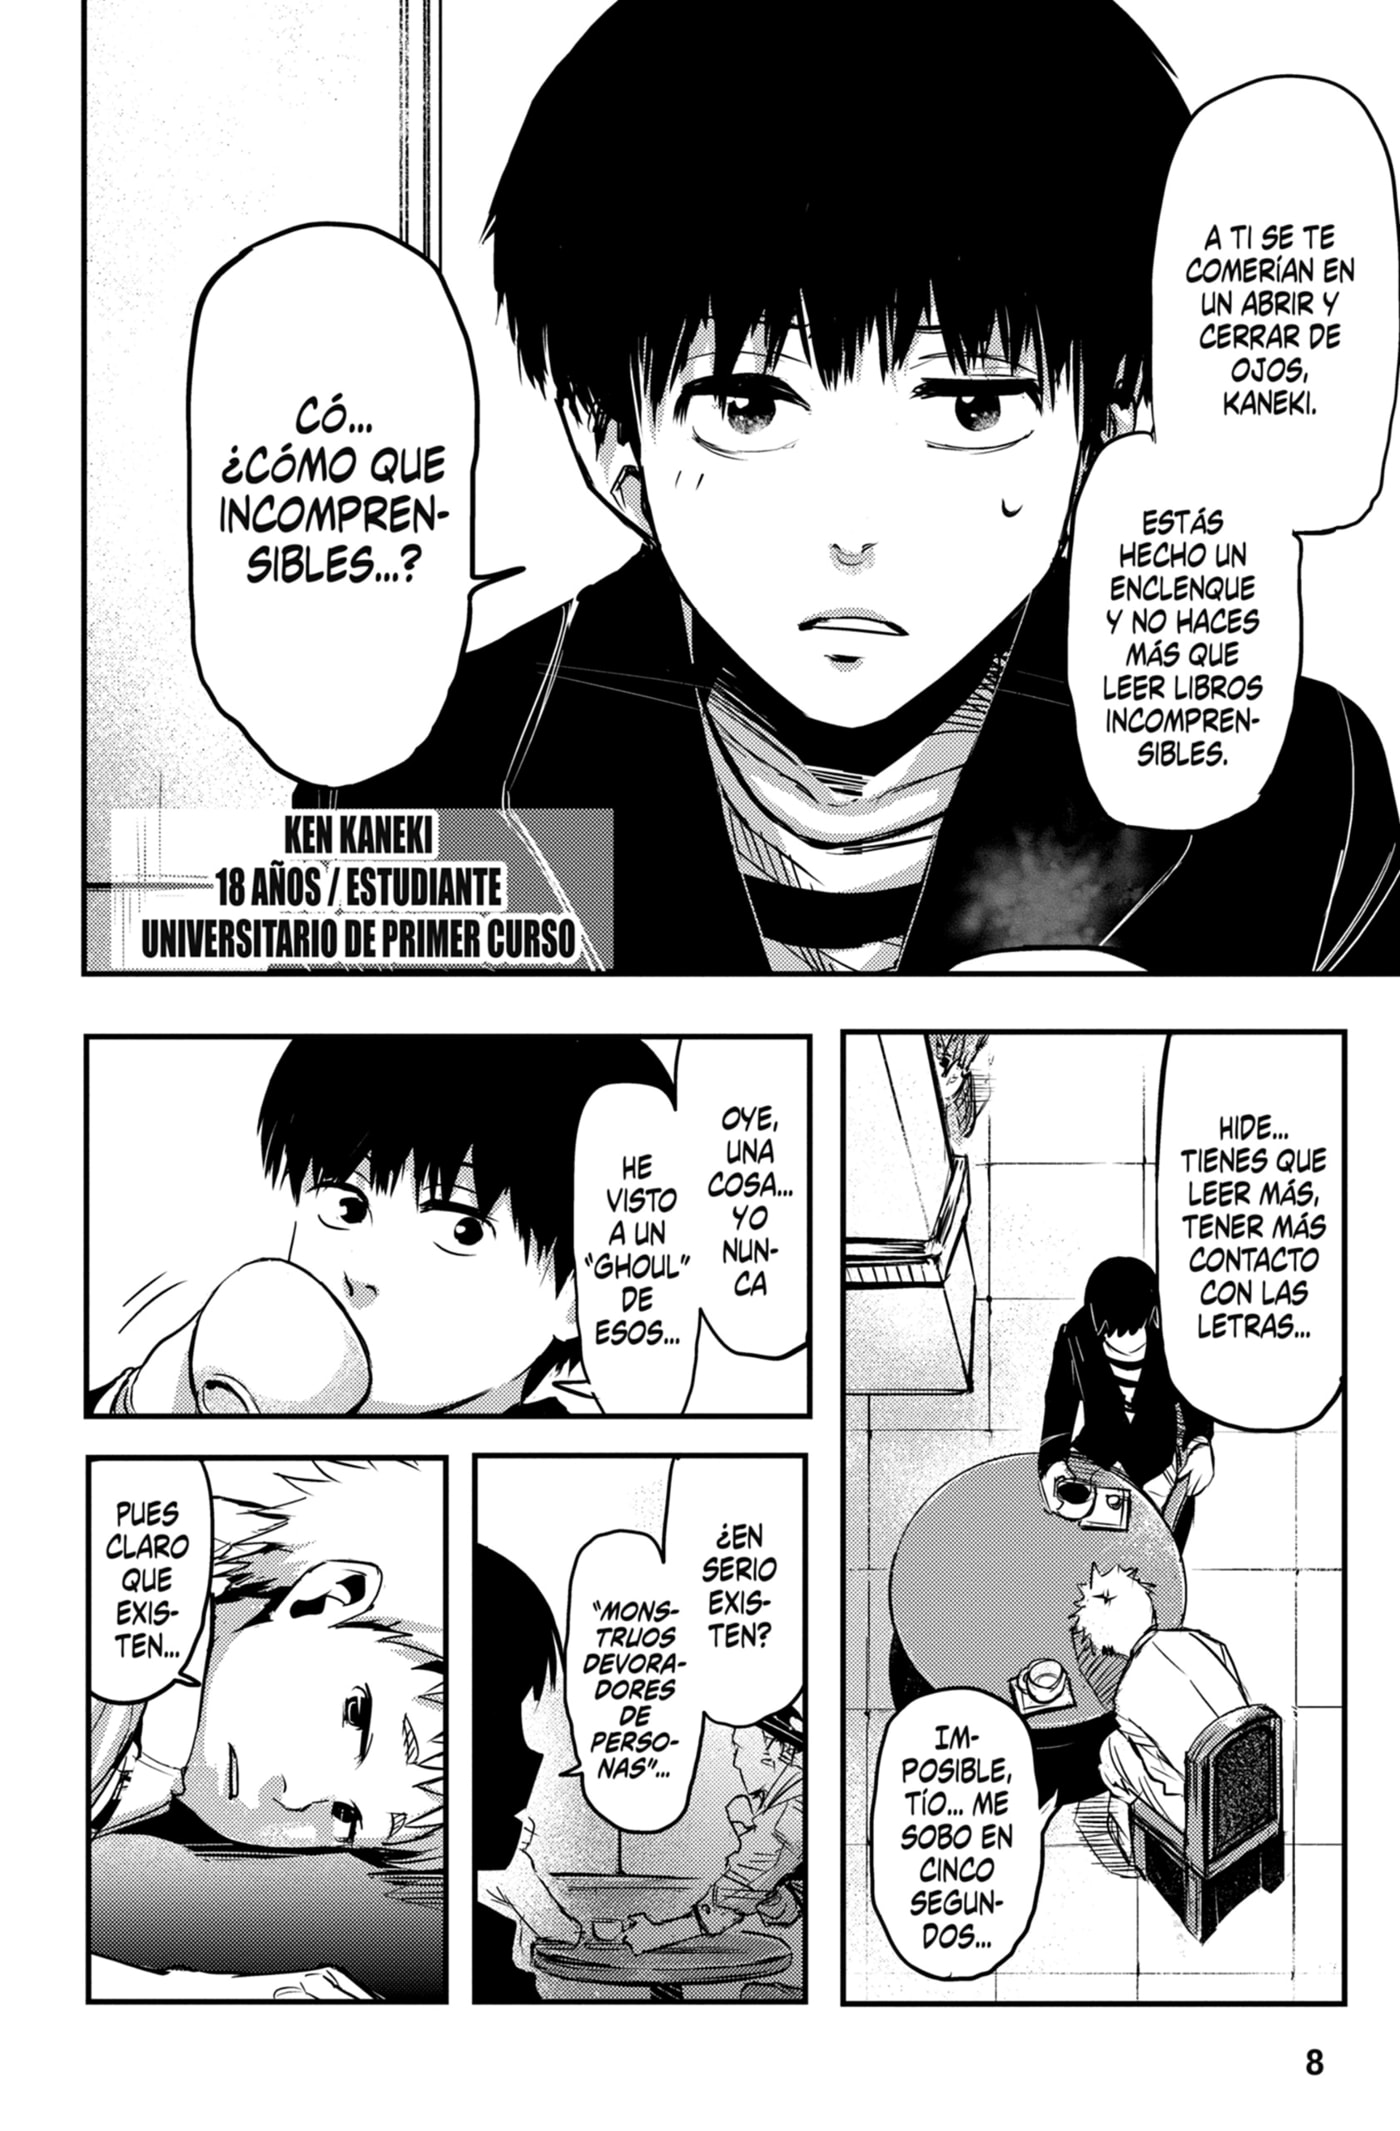 A TI SE TE
COMERÍAN EN
UN ABRIR Y
CERRAR DE
OJOS,
KANEKI.
ESTÁS
HECHO UN
ENCLENQUE
Y NO HACES
MÁS QUE
LEER LIBROS
INCOMPREN-
SIBLES.
CÓ...
¿CÓMO QUE
INCOMPREN-
SIBLES...?
KEN KANEKI
18 AÑOS / ESTUDIANTE
UNIVERSITARIO DE PRIMER CURSO
HIDE...
TIENES QUE
LEER MÁS,
TENER MÁS
CONTACTO
CON LAS
LETRAS...
IM-
POSIBLE,
TÍO... ME
SOBO EN
CINCO
SEGUN-
DOS...
OYE,
UNA
COSA...
YO
NUN-
CA
HE
VISTO
A UN
"GHOUL"
DE
ESOS...
¿EN
SERIO
EXIS-
TEN?
"MONS-
TRUOS
DEVORA-
DORES
DE
PERSO-
NAS"...
PUES
CLARO
QUE
EXIS-
TEN...
8